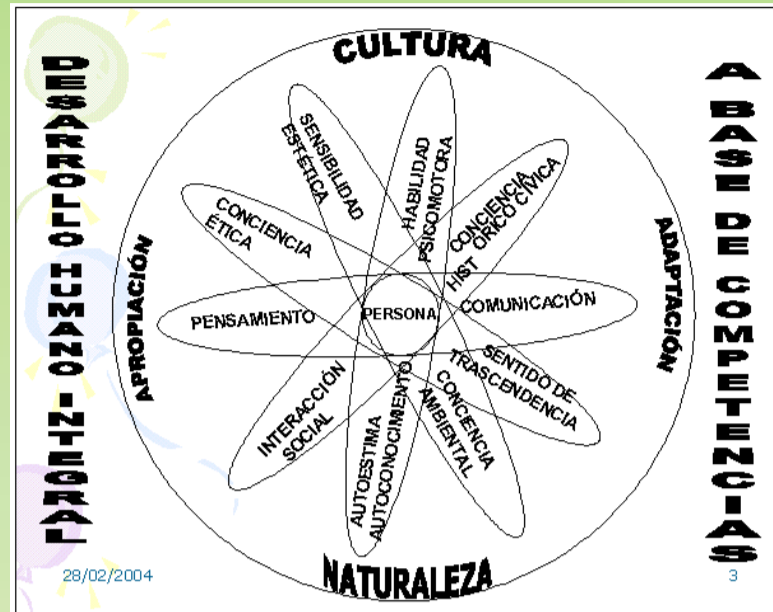 DESARROLLO HUMANO INTEGRAL
CULTURA
SENSIBILIDAD
ESTÉTICA
HABILIDAD
PSICOMOTORA
CONCIENCIA
HISTORICO CÍVICA
CONCIENCIA
ÉTICA
APROPIACIÓN
ADAPTACIÓN
PENSAMIENTO
PERSONA
COMUNICACIÓN
SENTIDO DE
TRASCENDENCIA
INTERACCIÓN
SOCIAL
AUTOESTIMA
AUTOCONOCIMIENTO
CONCIENCIA
AMBIENTAL
NATURALEZA
A BASE DE COMPETENCIAS
28/02/2004
3